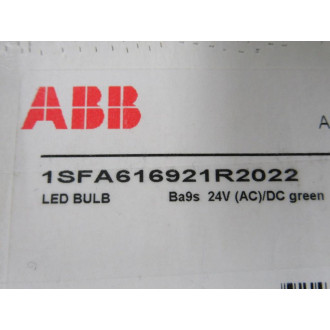 ABB
A
1SFA616921R2022
LED BULB Ba9s 24V (AC)/DC green